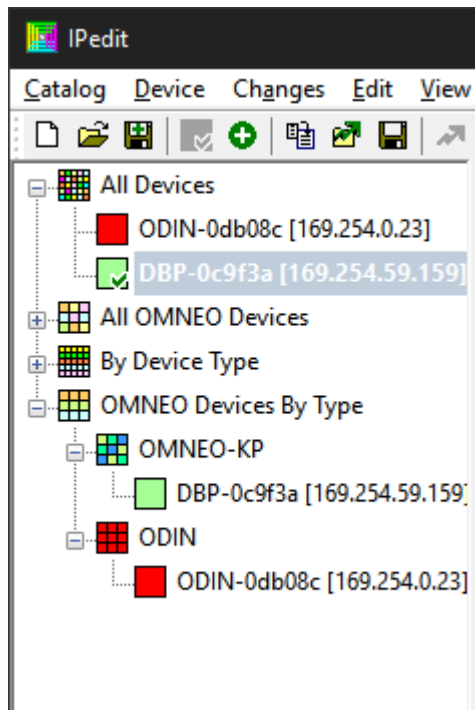 IPedit
Catalog Device Changes Edit View
All Devices
ODIN-0db08c [169.254.0.23]
DBP-0c9f3a [169.254.59.159]
All OMNEO Devices
By Device Type
OMNEO Devices By Type
OMNEO-KP
DBP-0c9f3a [169.254.59.159]
ODIN
ODIN-0db08c [169.254.0.23]